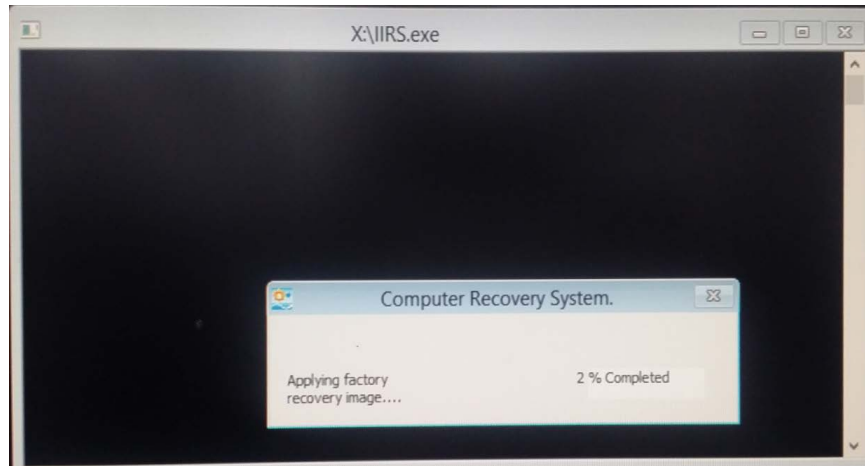 X:\IIRS.exe
Computer Recovery System.
Applying factory
recovery image....
2 % Completed